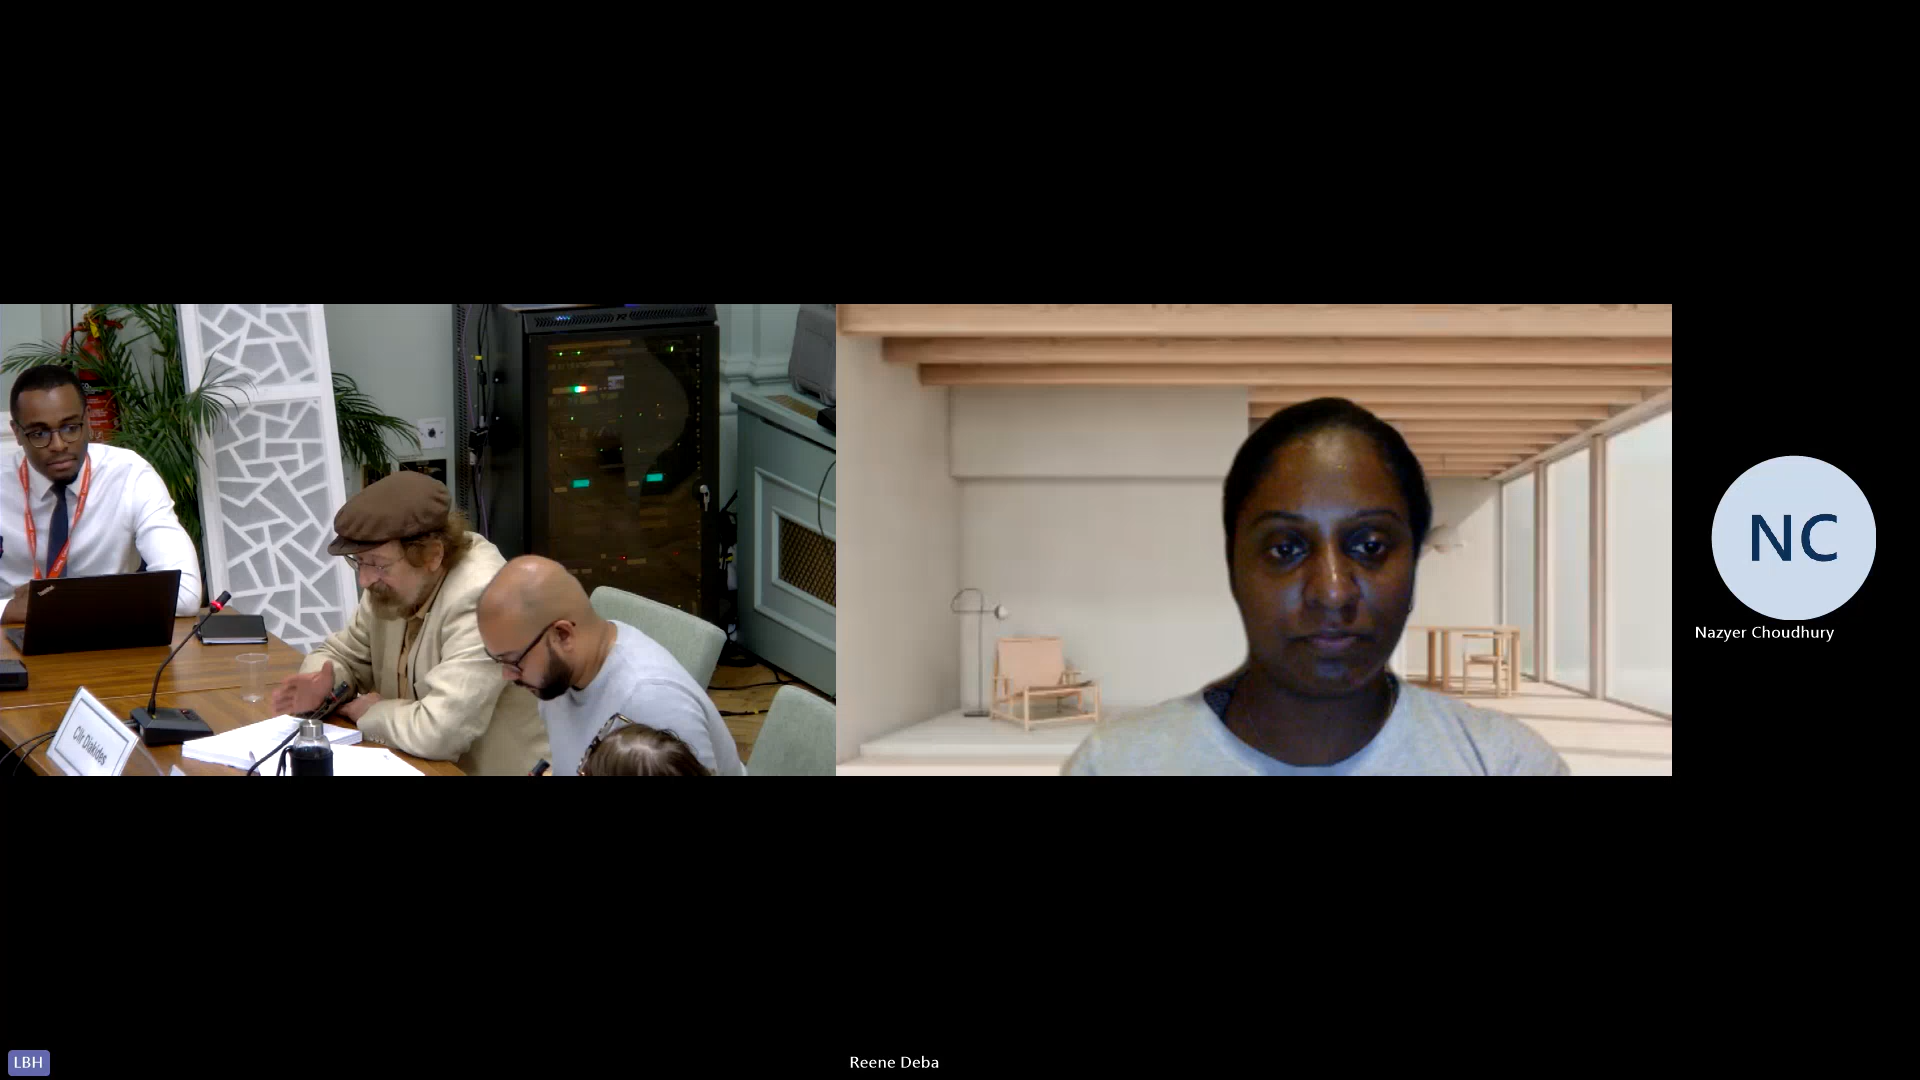 Cllr Diakides
NC
Nazyer Choudhury
LBH
Reene Deba